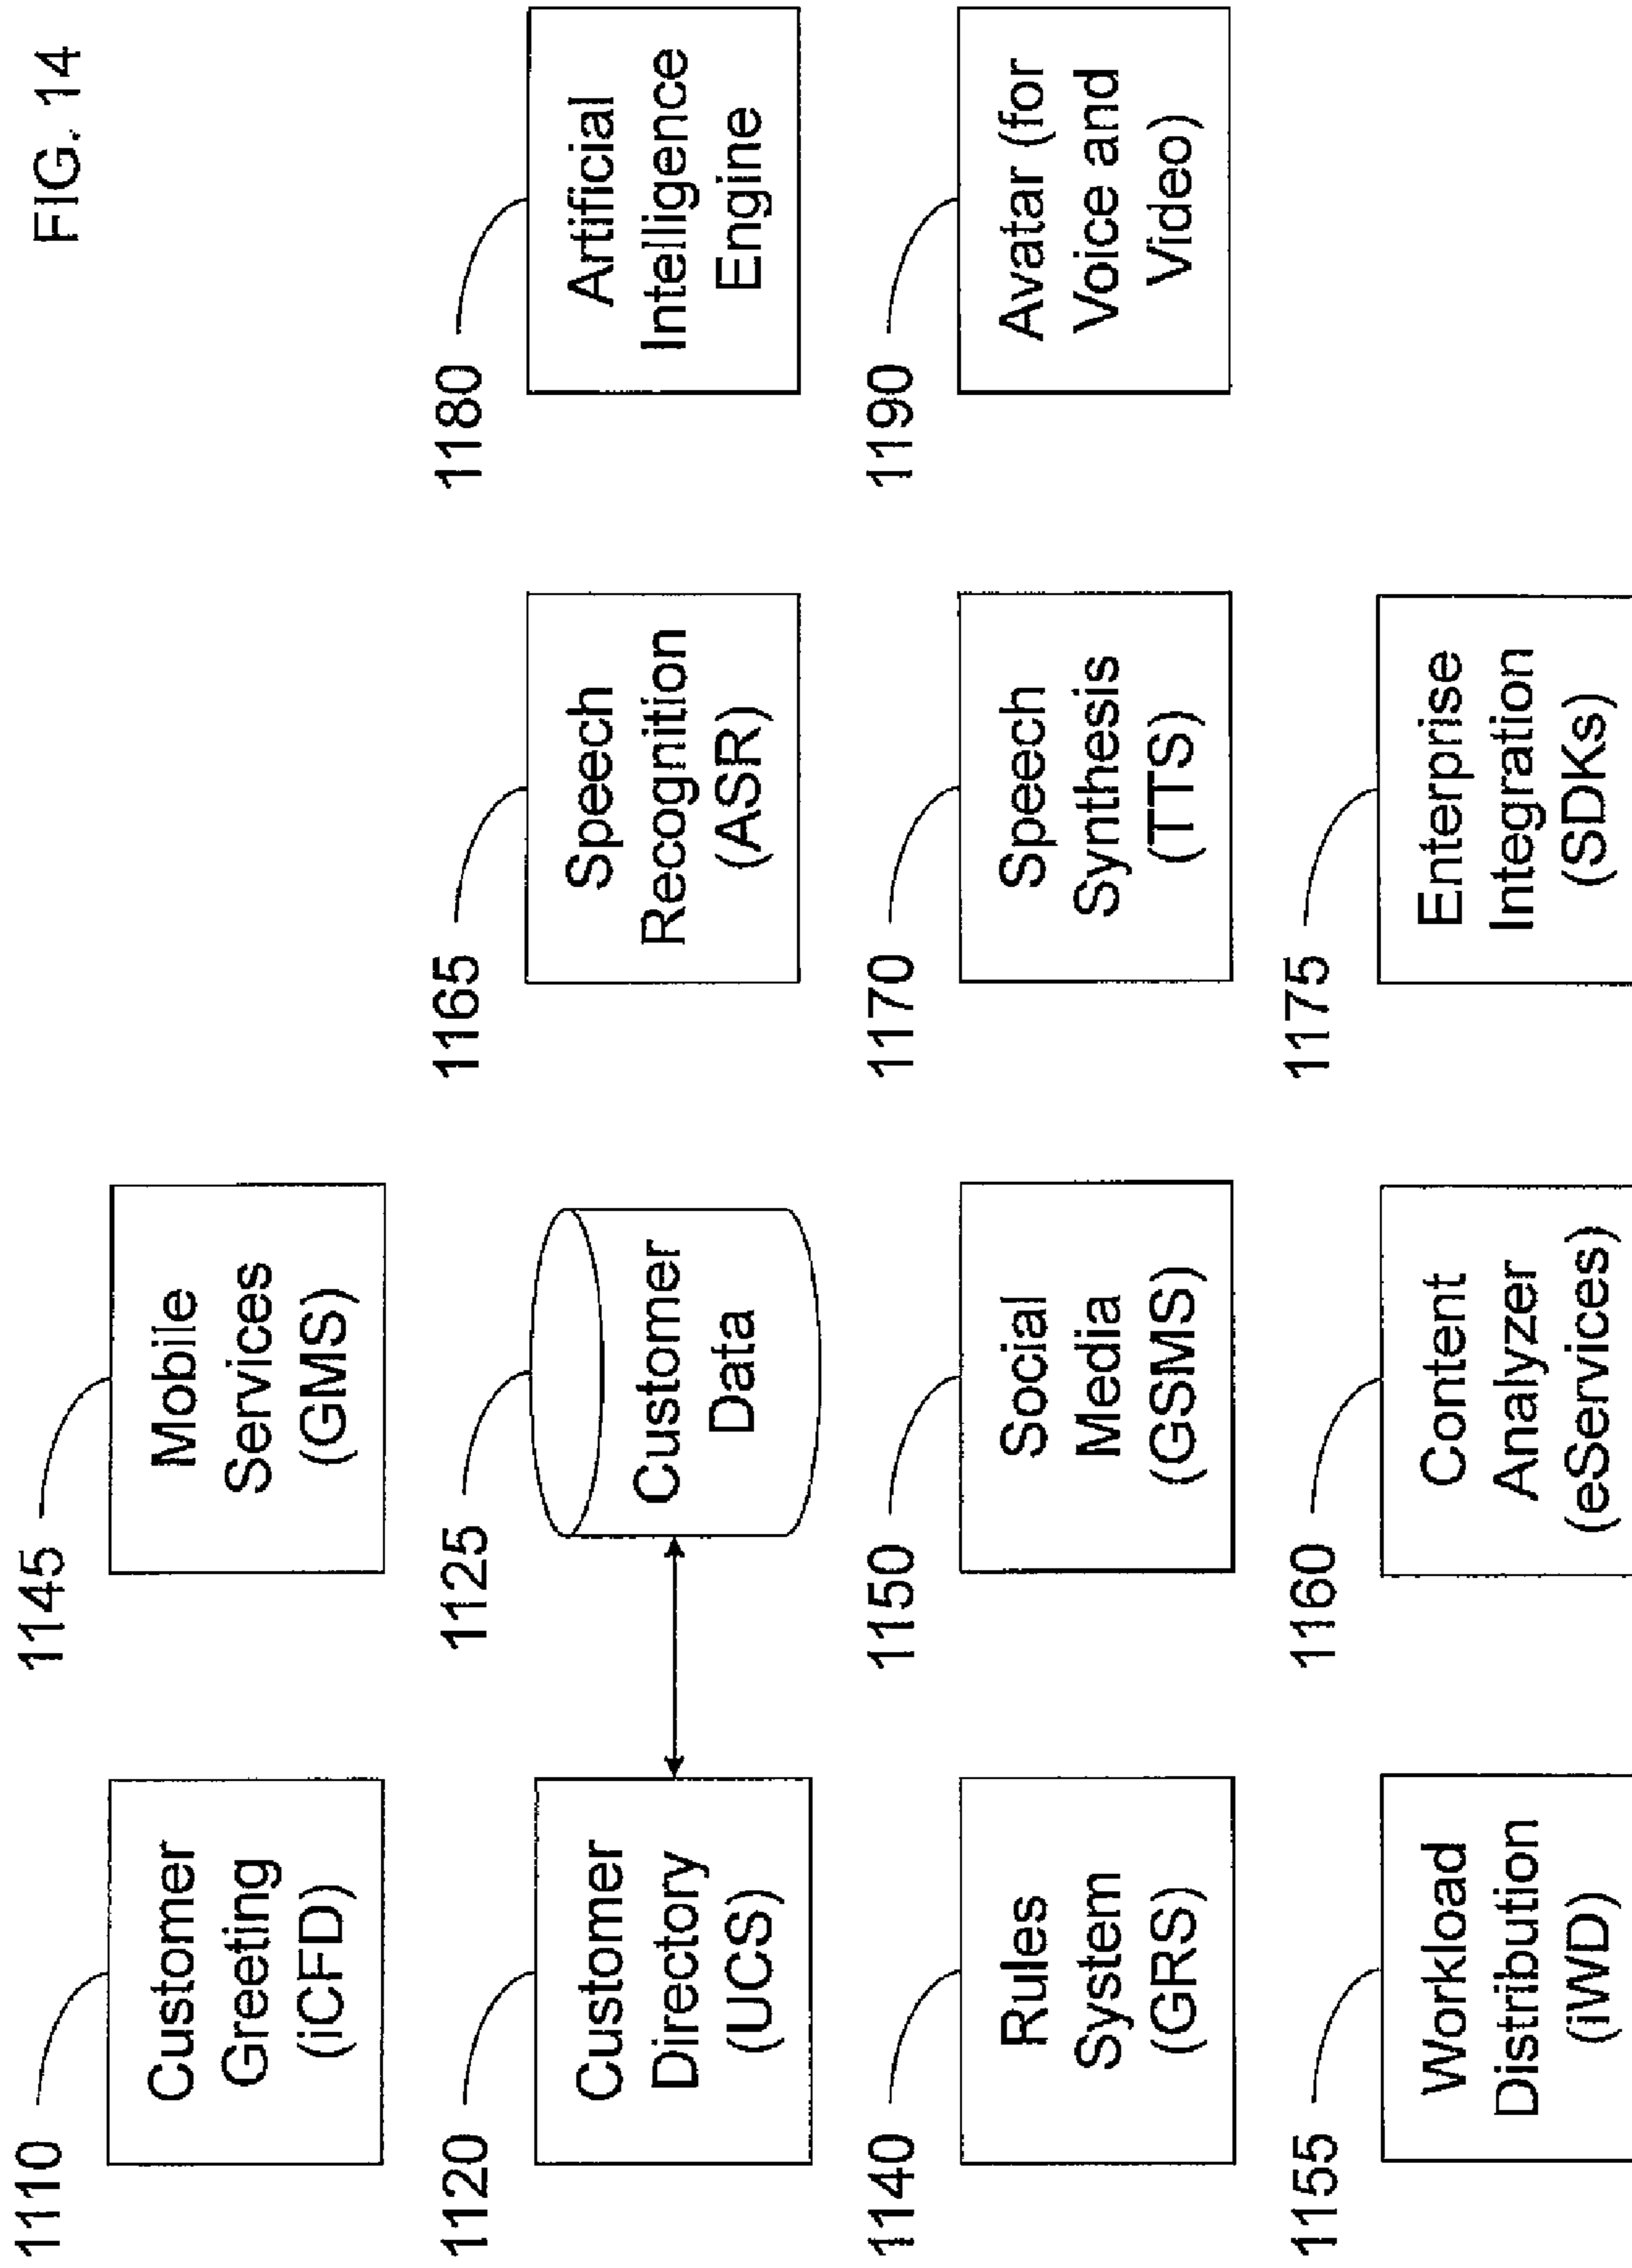 FIG. 14
1110
Customer
Greeting
(iCFD)
1145
Mobile
Services
(GMS)
1120
Customer
Directory
(UCS)
1125
Customer
Data
1165
Speech
Recognition
(ASR)
1180
Artificial
Intelligence
Engine
1140
Rules
System
(GRS)
1150
Social
Media
(GSMS)
1170
Speech
Synthesis
(TTS)
1190
Avatar (for
Voice and
Video)
1155
Workload
Distribution
(iWD)
1160
Content
Analyzer
(eServices)
1175
Enterprise
Integration
(SDKs)